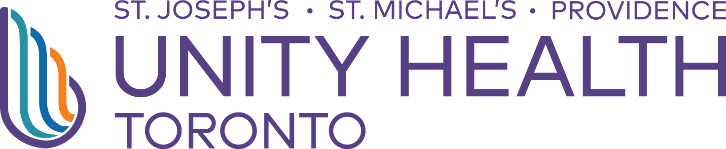 ST. JOSEPH'S • ST. MICHAEL'S • PROVIDENCE
UNITY HEALTH
TORONTO